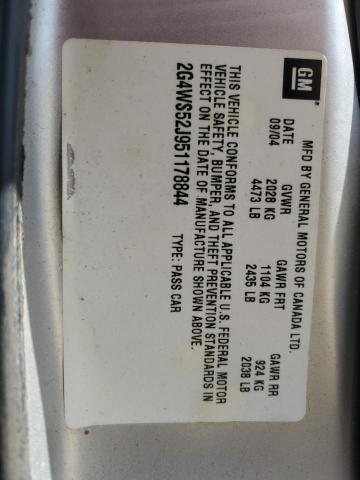 GM
MFD BY GENERAL MOTORS OF CANADA LTD.
DATE GVWR GAWR FRT GAWR RR
09/04 2028 KG 1104 KG 924 KG
4473 LB 2435 LB 2038 LB
THIS VEHICLE CONFORMS TO ALL APPLICABLE U.S. FEDERAL MOTOR
VEHICLE SAFETY, BUMPER, AND THEFT PREVENTION STANDARDS IN
EFFECT ON THE DATE OF MANUFACTURE SHOWN ABOVE.
2G4WS52J951178844 TYPE: PASS CAR